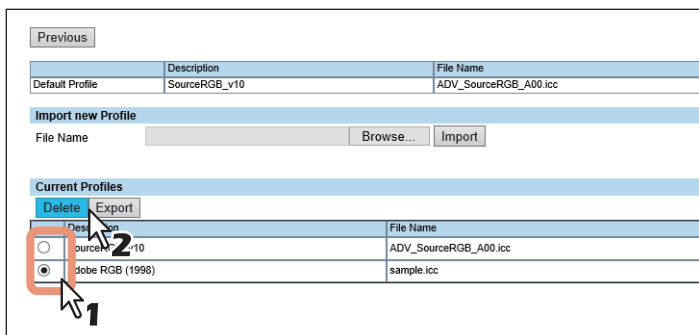 Previous
Description File Name
Default Profile SourceRGB_v10 ADV_SourceRGB_A00.icc
Import new Profile
File Name Browse... Import
Current Profiles
Delete Export
File Name
2
ADV_SourceRGB_A00.icc
RGB (1998) sample.icc
1